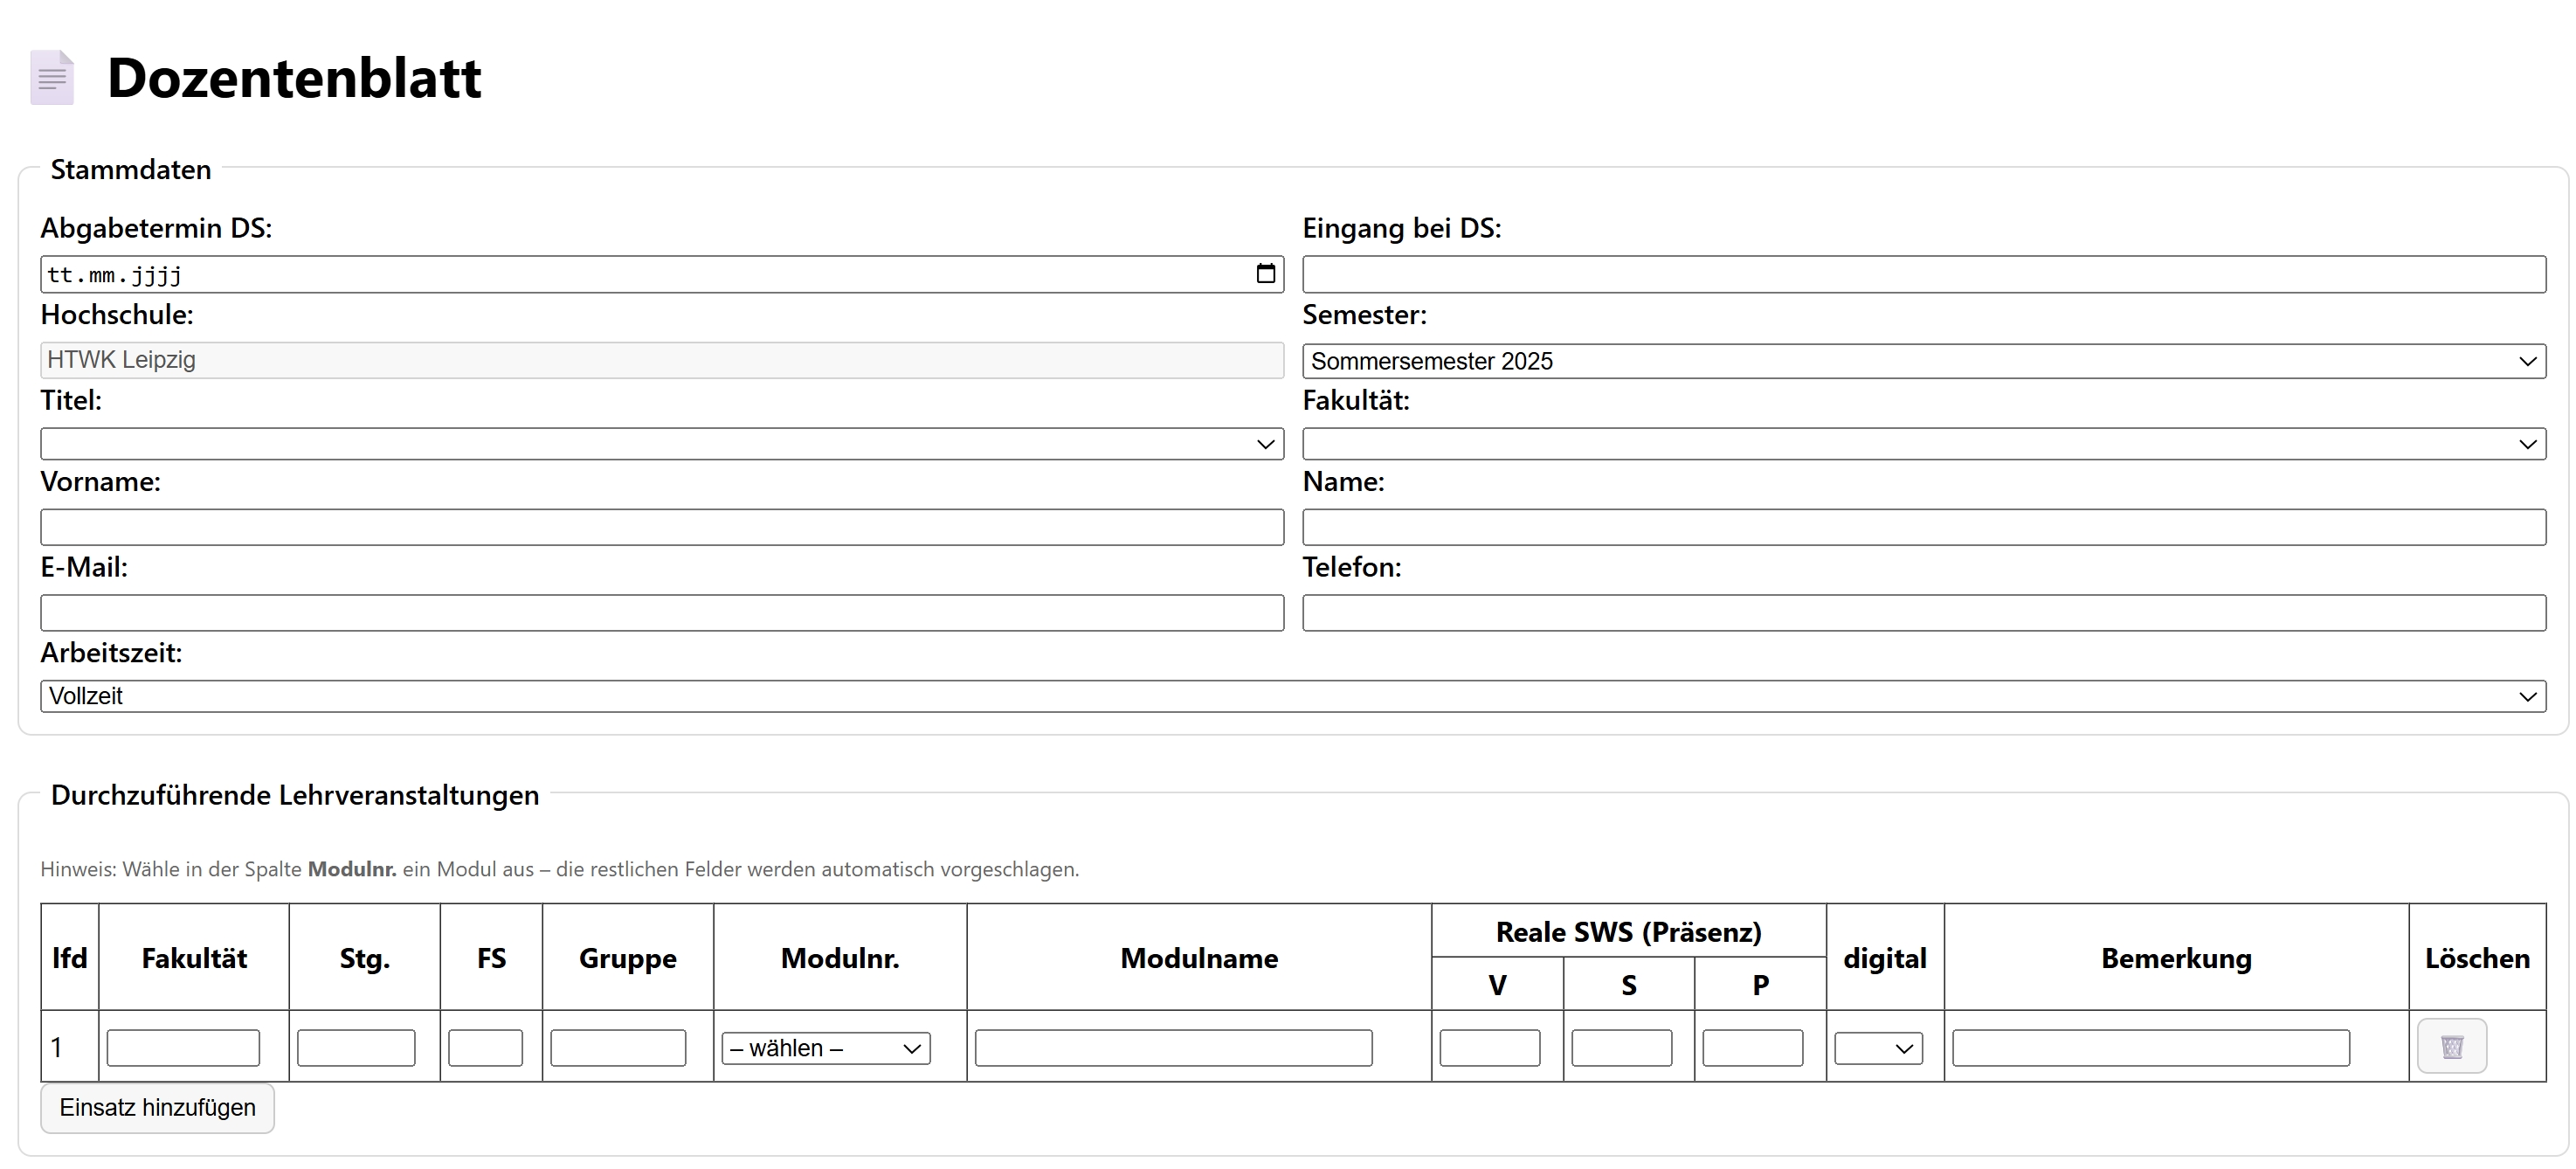 Dozentenblatt
Stammdaten
Abgabetermin DS:
Eingang bei DS:
tt.mm.jjjj
Hochschule:
Semester:
HTWK Leipzig
Sommersemester 2025
Titel:
Fakultät:
Vorname:
Name:
E-Mail:
Telefon:
Arbeitszeit:
Vollzeit
Durchzuführende Lehrveranstaltungen
Hinweis: Wähle in der Spalte Modulnr. ein Modul aus – die restlichen Felder werden automatisch vorgeschlagen.
lfd Fakultät Stg. FS Gruppe Modulnr. Modulname Reale SWS (Präsenz) digital Bemerkung Löschen
V S P
1 – wählen –
Einsatz hinzufügen